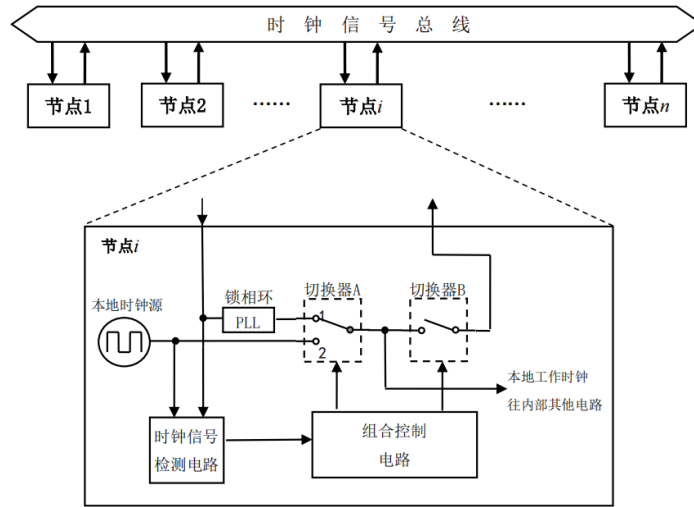 时钟信号总线
节点1
节点2
……
节点i
……
节点n
节点i
本地时钟源
锁相环
PLL
切换器A
1
2
切换器B
本地工作时钟
往内部其他电路
时钟信号
检测电路
组合控制
电路